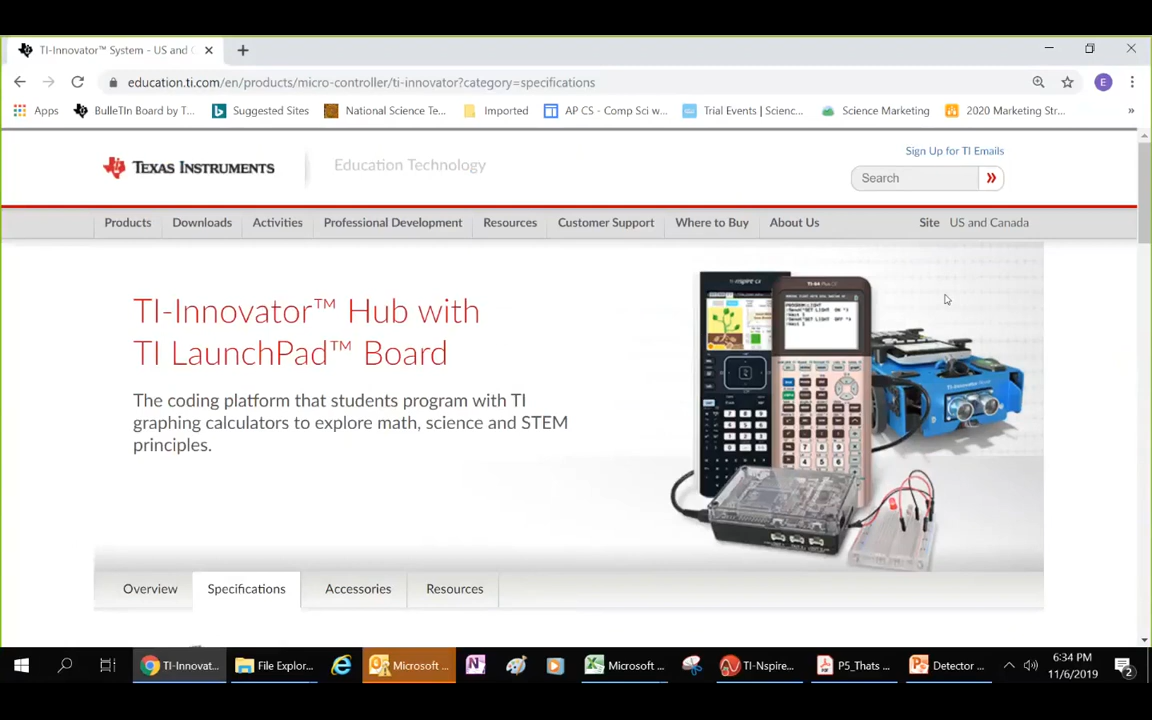 TI-Innovator™ System - US and C
education.ti.com/en/products/micro-controller/ti-innovator?category=specifications
E
Apps BulleTIn Board by T... Suggested Sites National Science Te... Imported AP CS - Comp Sci w... Trial Events | Scienc... Science Marketing 2020 Marketing Str... »
TEXAS INSTRUMENTS Education Technology
Sign Up for TI Emails
Search
Products Downloads Activities Professional Development Resources Customer Support Where to Buy About Us Site US and Canada
TI-Innovator™ Hub with
TI LaunchPad™ Board
The coding platform that students program with TI
graphing calculators to explore math, science and STEM
principles.
Overview Specifications Accessories Resources
TI-Innovat... File Explor... Microsoft ... Microsoft ... TI-Nspire... P5_Thats ... Detector ...
6:34 PM
11/6/2019
2